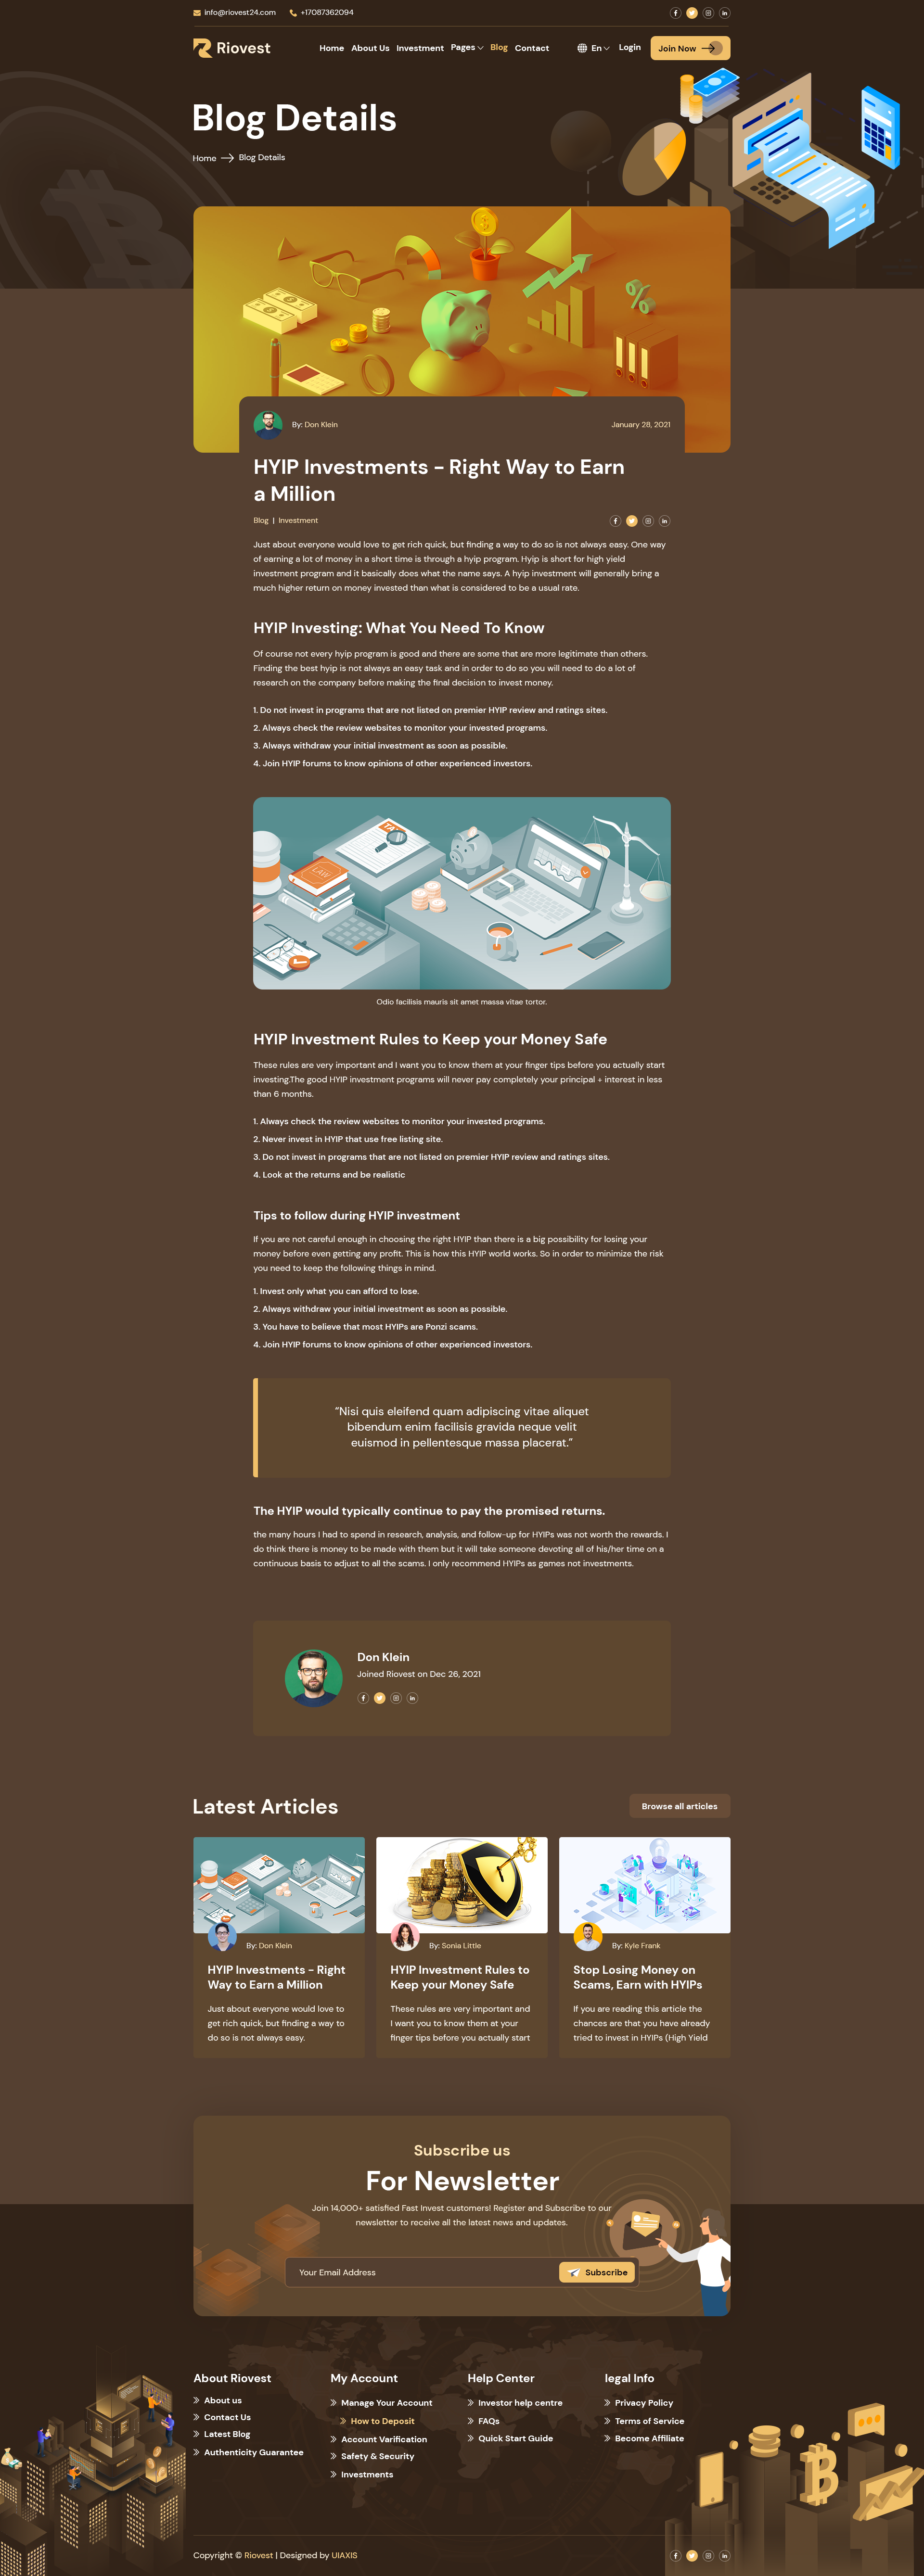 info@riovest24.com +17087362094
Riovest Home About Us Investment Pages Blog Contact En Login Join Now
Blog Details
Home Blog Details
By: Don Klein January 28, 2021
HYIP Investments - Right Way to Earn
a Million
Blog | Investment
Just about everyone would love to get rich quick, but finding a way to do so is not always easy. One way
of earning a lot of money in a short time is through a hyip program. Hyip is short for high yield
investment program and it basically does what the name says. A hyip investment will generally bring a
much higher return on money invested than what is considered to be a usual rate.
HYIP Investing: What You Need To Know
Of course not every hyip program is good and there are some that are more legitimate than others.
Finding the best hyip is not always an easy task and in order to do so you will need to do a lot of
research on the company before making the final decision to invest money.
1. Do not invest in programs that are not listed on premier HYIP review and ratings sites.
2. Always check the review websites to monitor your invested programs.
3. Always withdraw your initial investment as soon as possible.
4. Join HYIP forums to know opinions of other experienced investors.
TAX
LAW
Odio facilisis mauris sit amet massa vitae tortor.
HYIP Investment Rules to Keep your Money Safe
These rules are very important and I want you to know them at your finger tips before you actually start
investing.The good HYIP investment programs will never pay completely your principal + interest in less
than 6 months.
1. Always check the review websites to monitor your invested programs.
2. Never invest in HYIP that use free listing site.
3. Do not invest in programs that are not listed on premier HYIP review and ratings sites.
4. Look at the returns and be realistic
Tips to follow during HYIP investment
If you are not careful enough in choosing the right HYIP than there is a big possibility for losing your
money before even getting any profit. This is how this HYIP world works. So in order to minimize the risk
you need to keep the following things in mind.
1. Invest only what you can afford to lose.
2. Always withdraw your initial investment as soon as possible.
3. You have to believe that most HYIPs are Ponzi scams.
4. Join HYIP forums to know opinions of other experienced investors.
“Nisi quis eleifend quam adipiscing vitae aliquet
bibendum enim facilisis gravida neque velit
euismod in pellentesque massa placerat.”
The HYIP would typically continue to pay the promised returns.
the many hours I had to spend in research, analysis, and follow-up for HYIPs was not worth the rewards. I
do think there is money to be made with them but it will take someone devoting all of his/her time on a
continuous basis to adjust to all the scams. I only recommend HYIPs as games not investments.
Don Klein
Joined Riovest on Dec 26, 2021
Latest Articles Browse all articles
By: Don Klein
HYIP Investments - Right
Way to Earn a Million
Just about everyone would love to
get rich quick, but finding a way to
do so is not always easy.
By: Sonia Little
HYIP Investment Rules to
Keep your Money Safe
These rules are very important and
I want you to know them at your
finger tips before you actually start
By: Kyle Frank
Stop Losing Money on
Scams, Earn with HYIPs
If you are reading this article the
chances are that you have already
tried to invest in HYIPs (High Yield
Subscribe us
For Newsletter
Join 14,000+ satisfied Fast Invest customers! Register and Subscribe to our
newsletter to receive all the latest news and updates.
Your Email Address Subscribe
About Riovest
About us
Contact Us
Latest Blog
Authenticity Guarantee
My Account
Manage Your Account
How to Deposit
Account Varification
Safety & Security
Investments
Help Center
Investor help centre
FAQs
Quick Start Guide
legal Info
Privacy Policy
Terms of Service
Become Affiliate
Copyright © Riovest | Designed by UIAXIS